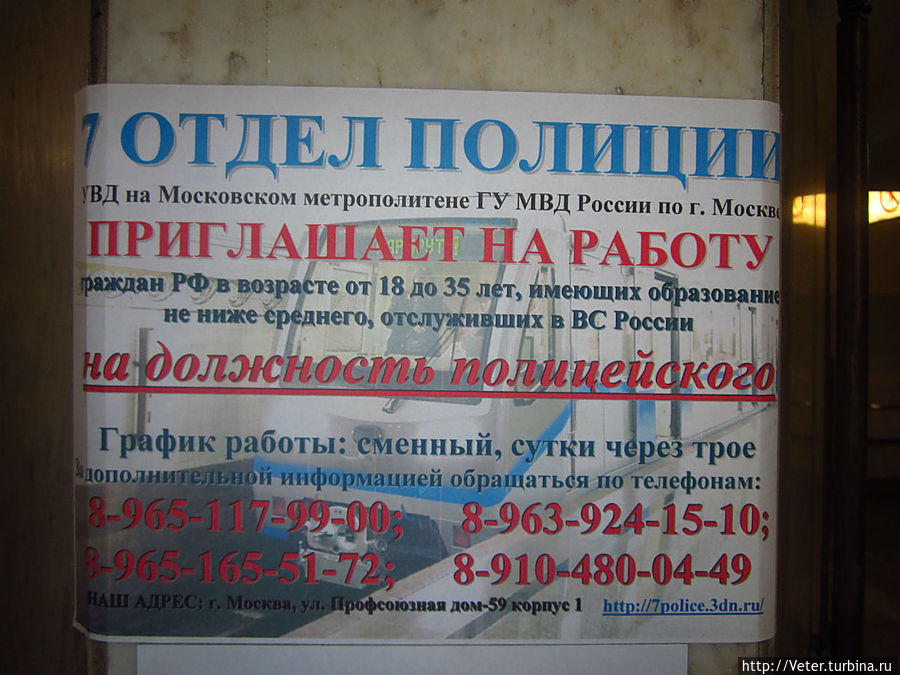 7 ОТДЕЛ ПОЛИЦИИ
УВД на Московском метрополитене ГУ МВД России по г. Москве
ПРИГЛАШАЕТ НА РАБОТУ
граждан РФ в возрасте от 18 до 35 лет, имеющих образование
не ниже среднего, отслуживших в ВС России
на должность полицейского
График работы: сменный, сутки через трое
За дополнительной информацией обращаться по телефонам:
8-965-117-99-00; 8-963-924-15-10;
8-965-165-51-72; 8-910-480-04-49
НАШ АДРЕС: г. Москва, ул. Профсоюзная дом-59 корпус 1 http://7police.3dn.ru/
http://Veter.turbina.ru